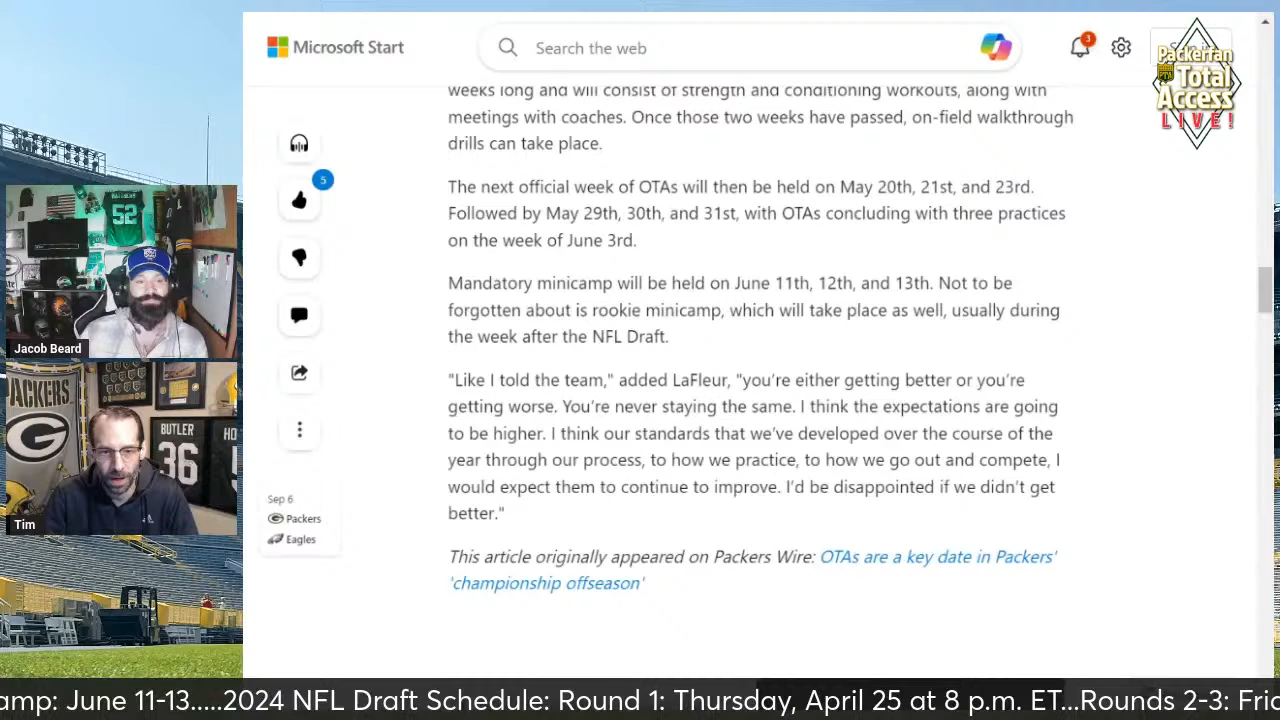 Microsoft Start
Search the web
3
Packerfan
Total
Access
LIVE!
weeks long and will consist of strength and conditioning workouts, along with
meetings with coaches. Once those two weeks have passed, on-field walkthrough
drills can take place.
5
The next official week of OTAs will then be held on May 20th, 21st, and 23rd.
Followed by May 29th, 30th, and 31st, with OTAs concluding with three practices
on the week of June 3rd.
Mandatory minicamp will be held on June 11th, 12th, and 13th. Not to be
forgotten about is rookie minicamp, which will take place as well, usually during
the week after the NFL Draft.
"Like I told the team," added LaFleur, "you're either getting better or you're
getting worse. You're never staying the same. I think the expectations are going
to be higher. I think our standards that we've developed over the course of the
year through our process, to how we practice, to how we go out and compete, I
would expect them to continue to improve. I'd be disappointed if we didn't get
better."
This article originally appeared on Packers Wire: OTAs are a key date in Packers'
'championship offseason'
Sep 6
Packers
Eagles
52
Jacob Beard
PACKERS
G
BUTLER
36
HO
Tim
amp: June 11-13.....2024 NFL Draft Schedule: Round 1: Thursday, April 25 at 8 p.m. ET...Rounds 2-3: Frid